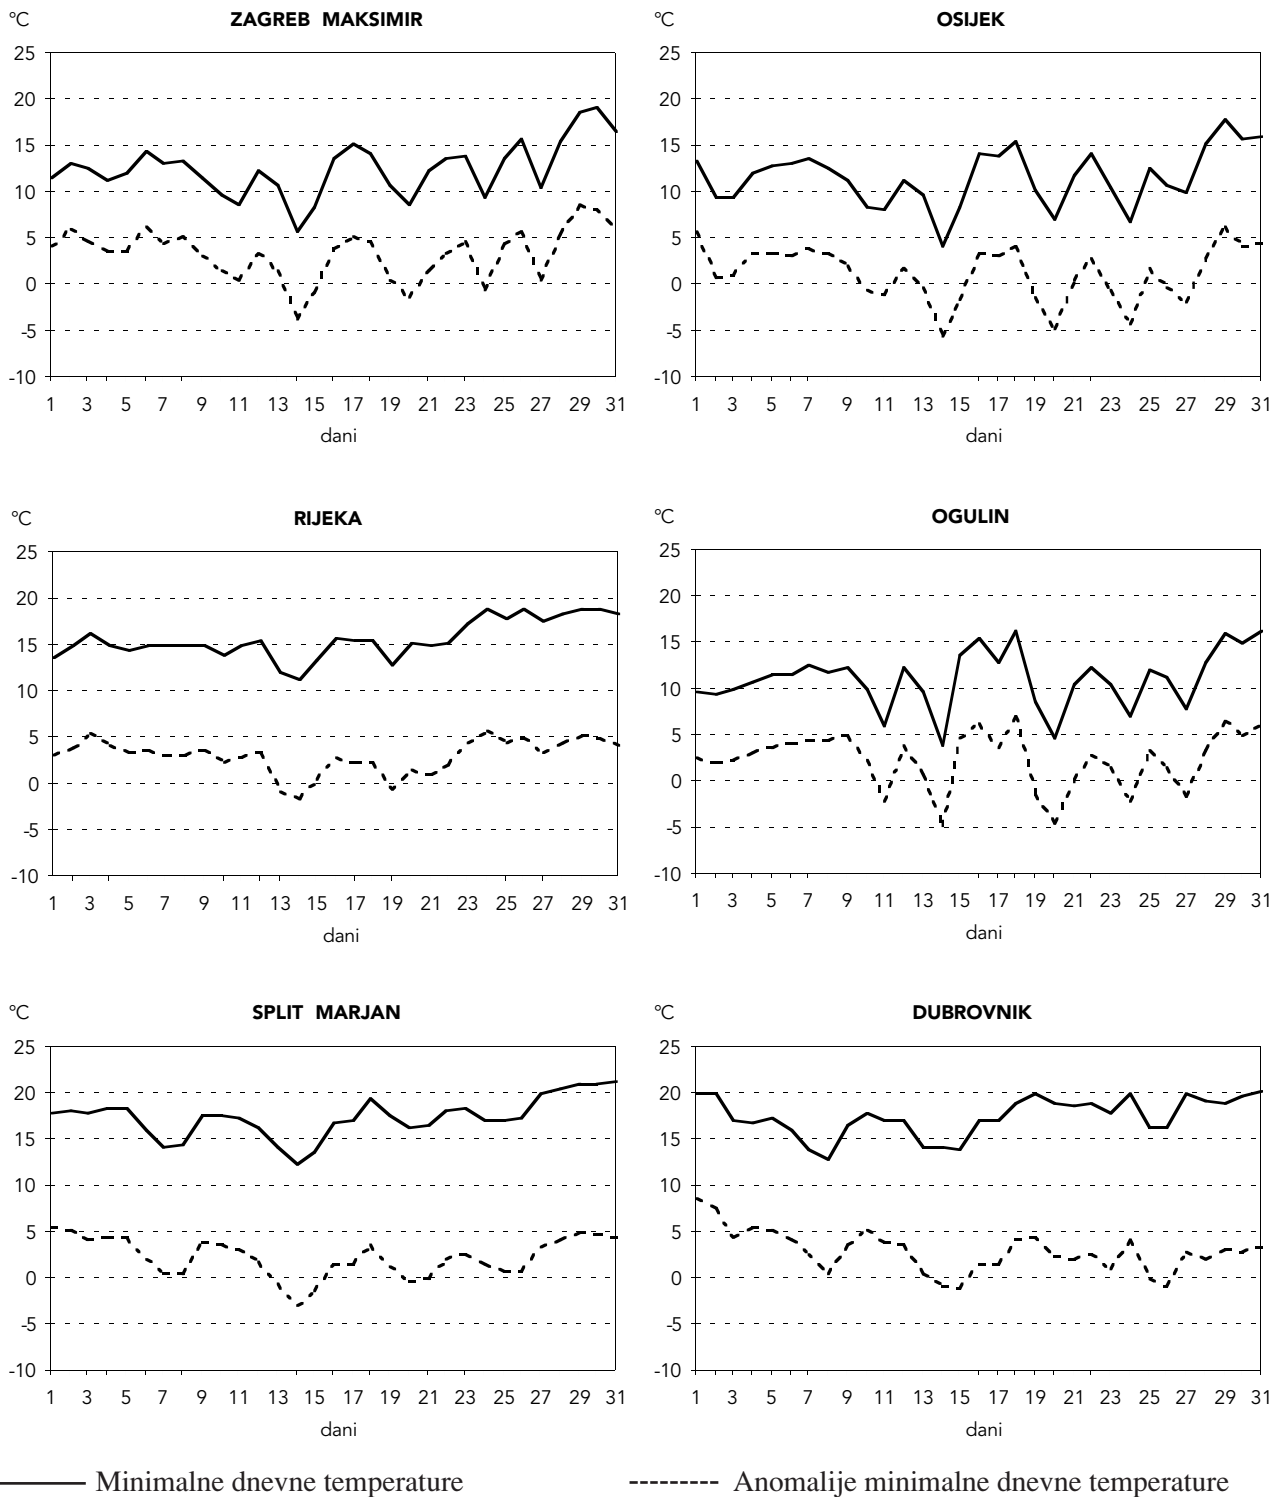 °C ZAGREB MAKSIMIR
25
20
15
10
5
0
-5
-10
1 3 5 7 9 11 13 15 17 19 21 23 25 27 29 31
dani
°C OSIJEK
25
20
15
10
5
0
-5
-10
1 3 5 7 9 11 13 15 17 19 21 23 25 27 29 31
dani
°C RIJEKA
25
20
15
10
5
0
-5
-10
1 3 5 7 9 11 13 15 17 19 21 23 25 27 29 31
dani
°C OGULIN
25
20
15
10
5
0
-5
-10
1 3 5 7 9 11 13 15 17 19 21 23 25 27 29 31
dani
°C SPLIT MARJAN
25
20
15
10
5
0
-5
-10
1 3 5 7 9 11 13 15 17 19 21 23 25 27 29 31
dani
°C DUBROVNIK
25
20
15
10
5
0
-5
-10
1 3 5 7 9 11 13 15 17 19 21 23 25 27 29 31
dani
Minimalne dnevne temperature
Anomalije minimalne dnevne temperature